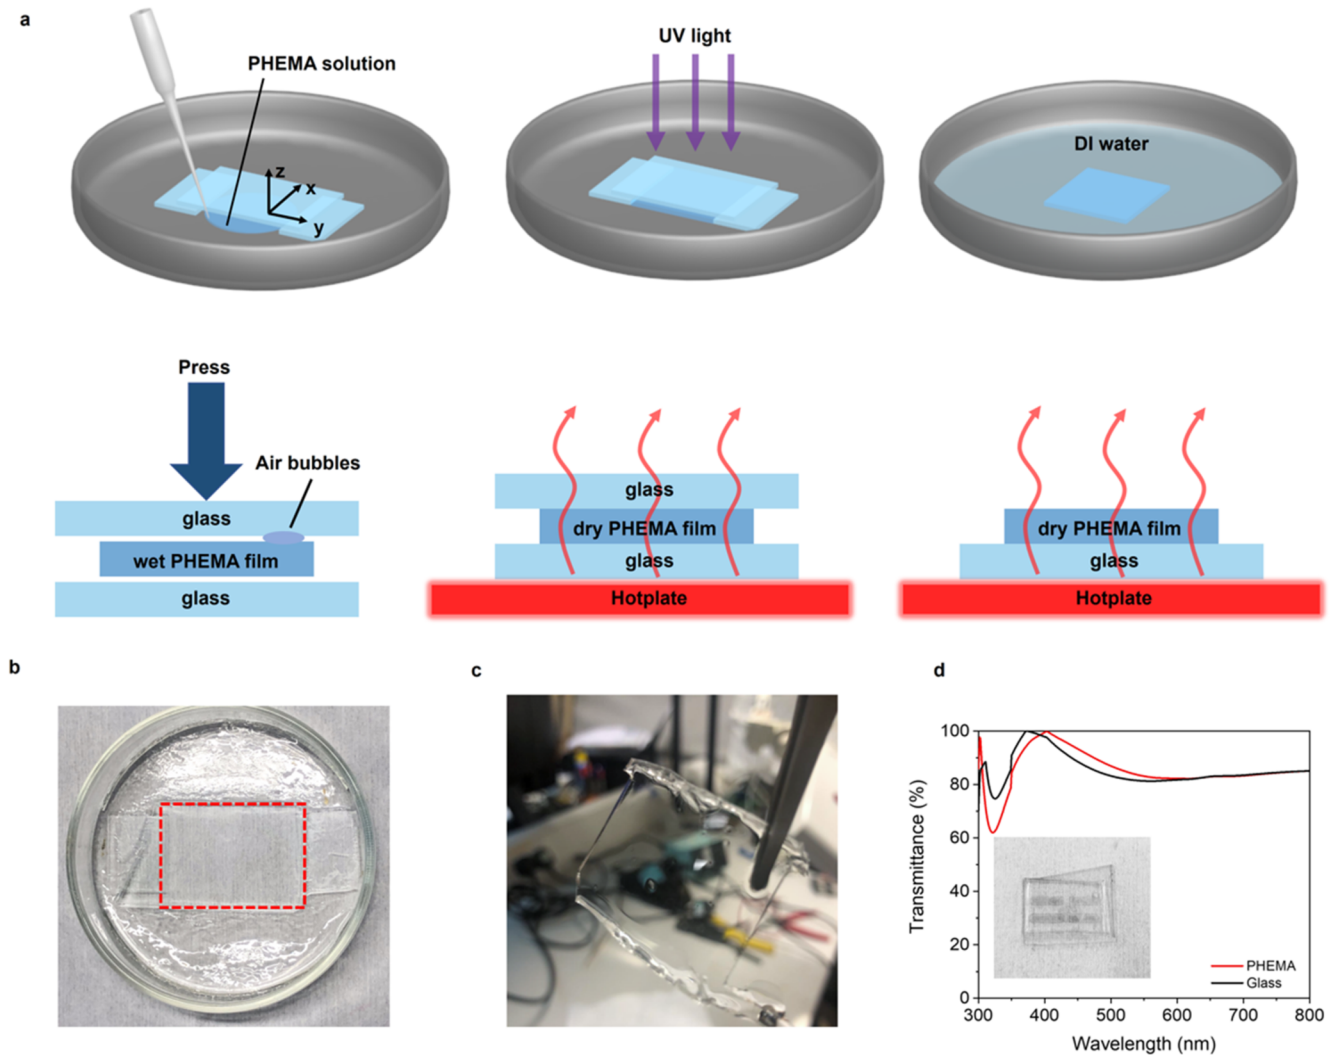 a
PHEMA solution
z
x
y
UV light
DI water
Press
Air bubbles
glass
wet PHEMA film
glass
glass
dry PHEMA film
glass
Hotplate
dry PHEMA film
glass
Hotplate
b
c
d
100
80
60
40
20
0
Transmittance (%)
PHEMA
Glass
300 400 500 600 700 800
Wavelength (nm)